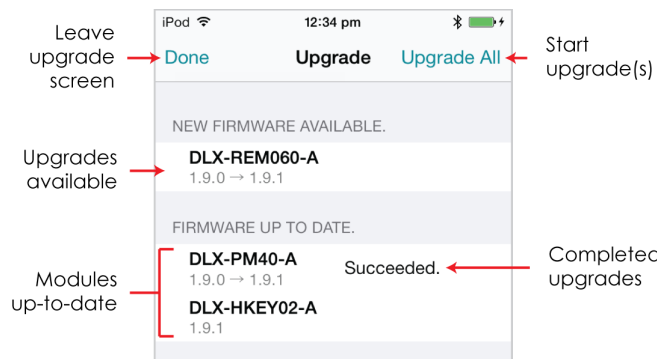 iPod 12:34 pm
Leave
upgrade
screen
Done Upgrade Upgrade All
Start
upgrade(s)
NEW FIRMWARE AVAILABLE.
Upgrades
available
DLX-REM060-A
1.9.0 → 1.9.1
FIRMWARE UP TO DATE.
Modules
up-to-date
DLX-PM40-A
1.9.0 → 1.9.1
Succeeded.
Completed
upgrades
DLX-HKEY02-A
1.9.1